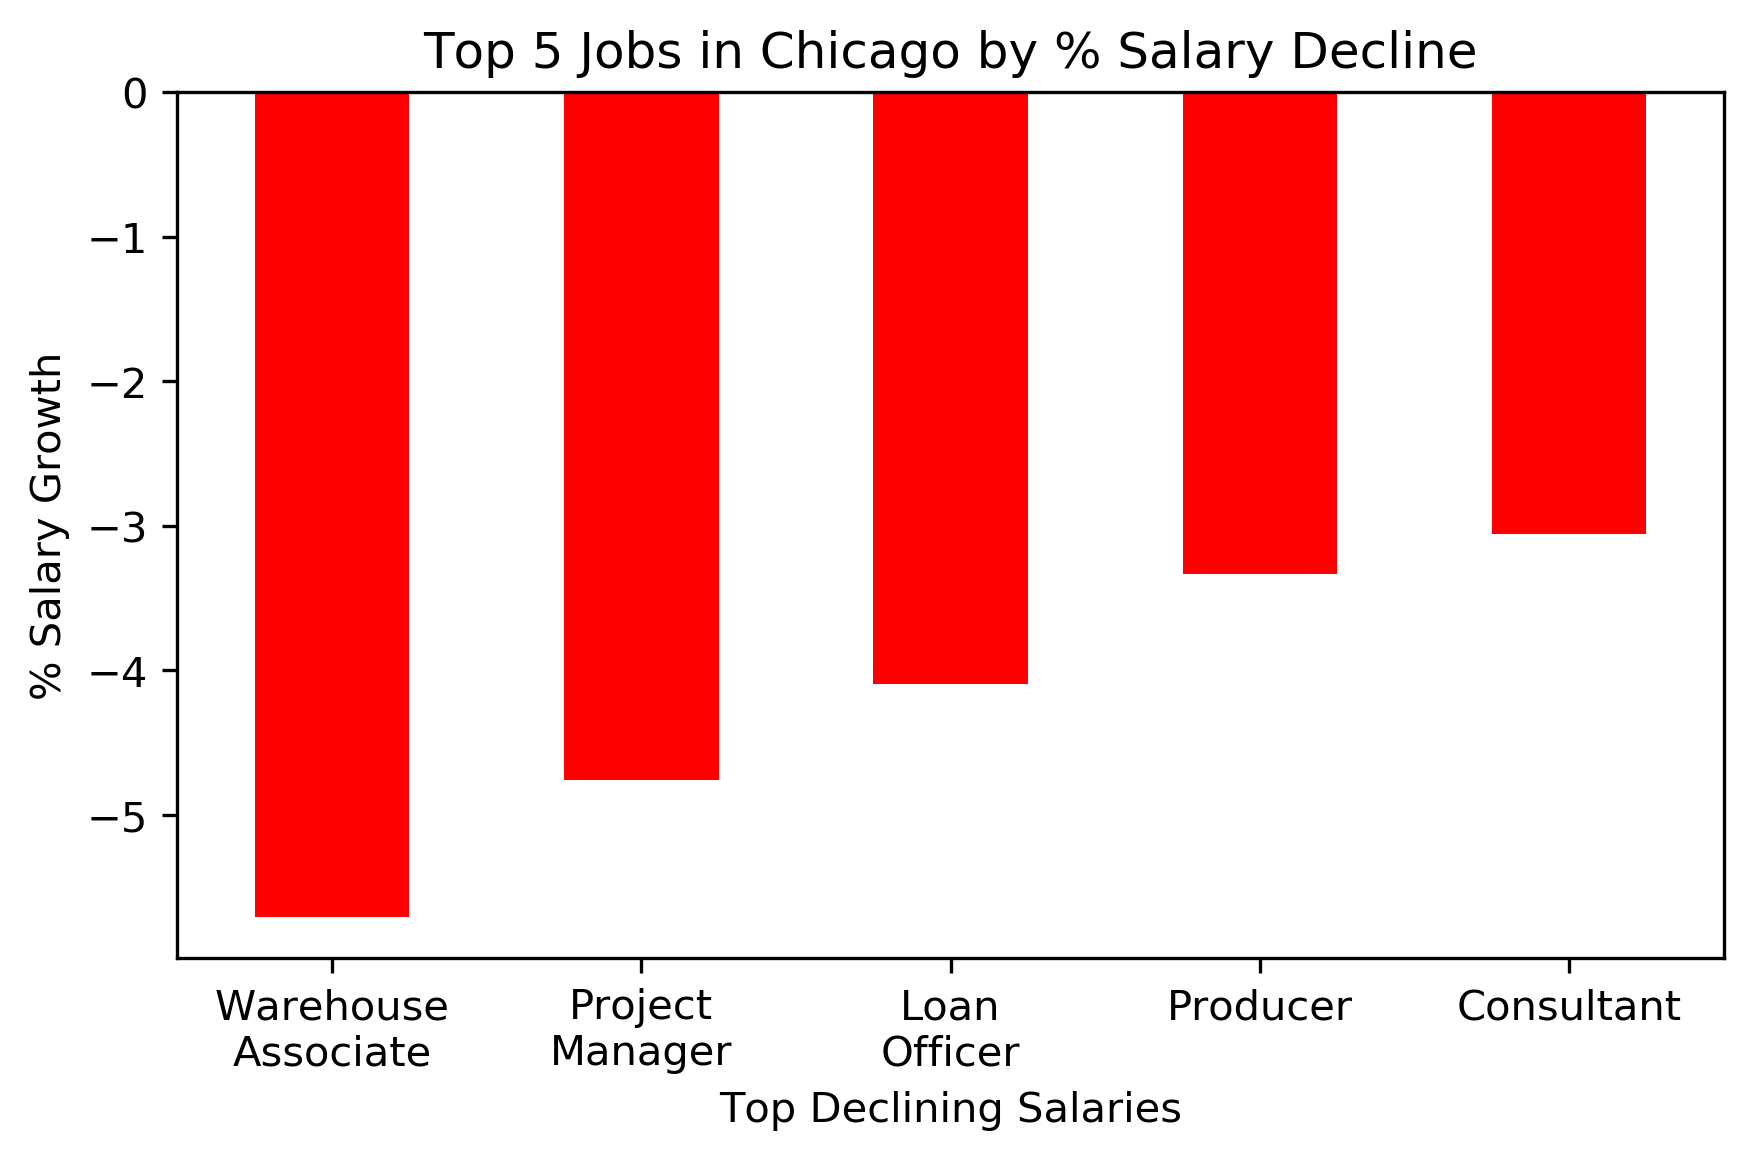 Top 5 Jobs in Chicago by % Salary Decline
0
−1
−2
−3
−4
−5
% Salary Growth
Warehouse
Associate
Project
Manager
Loan
Officer
Producer
Consultant
Top Declining Salaries